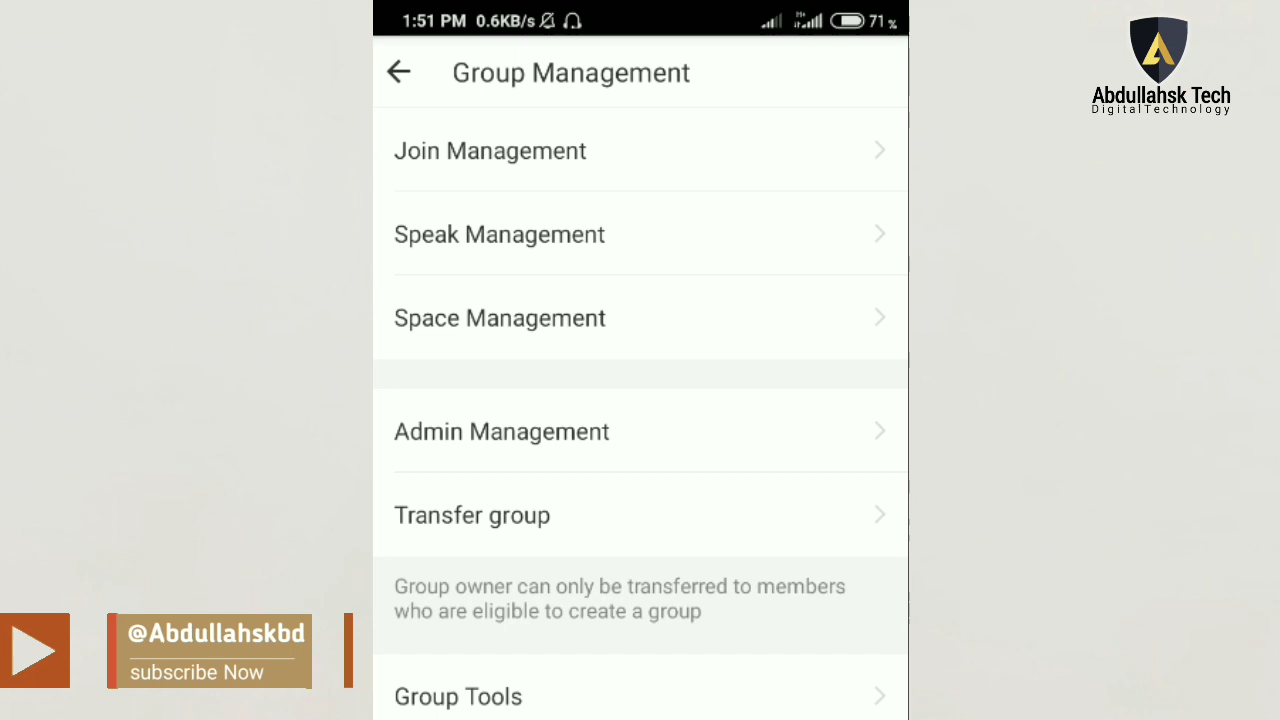 1:51 PM 0.6KB/s
71%
Group Management
Abdullahsk Tech
DigitalTechnology
Join Management
Speak Management
Space Management
Admin Management
Transfer group
Group owner can only be transferred to members
who are eligible to create a group
@Abdullahskbd
subscribe Now
Group Tools